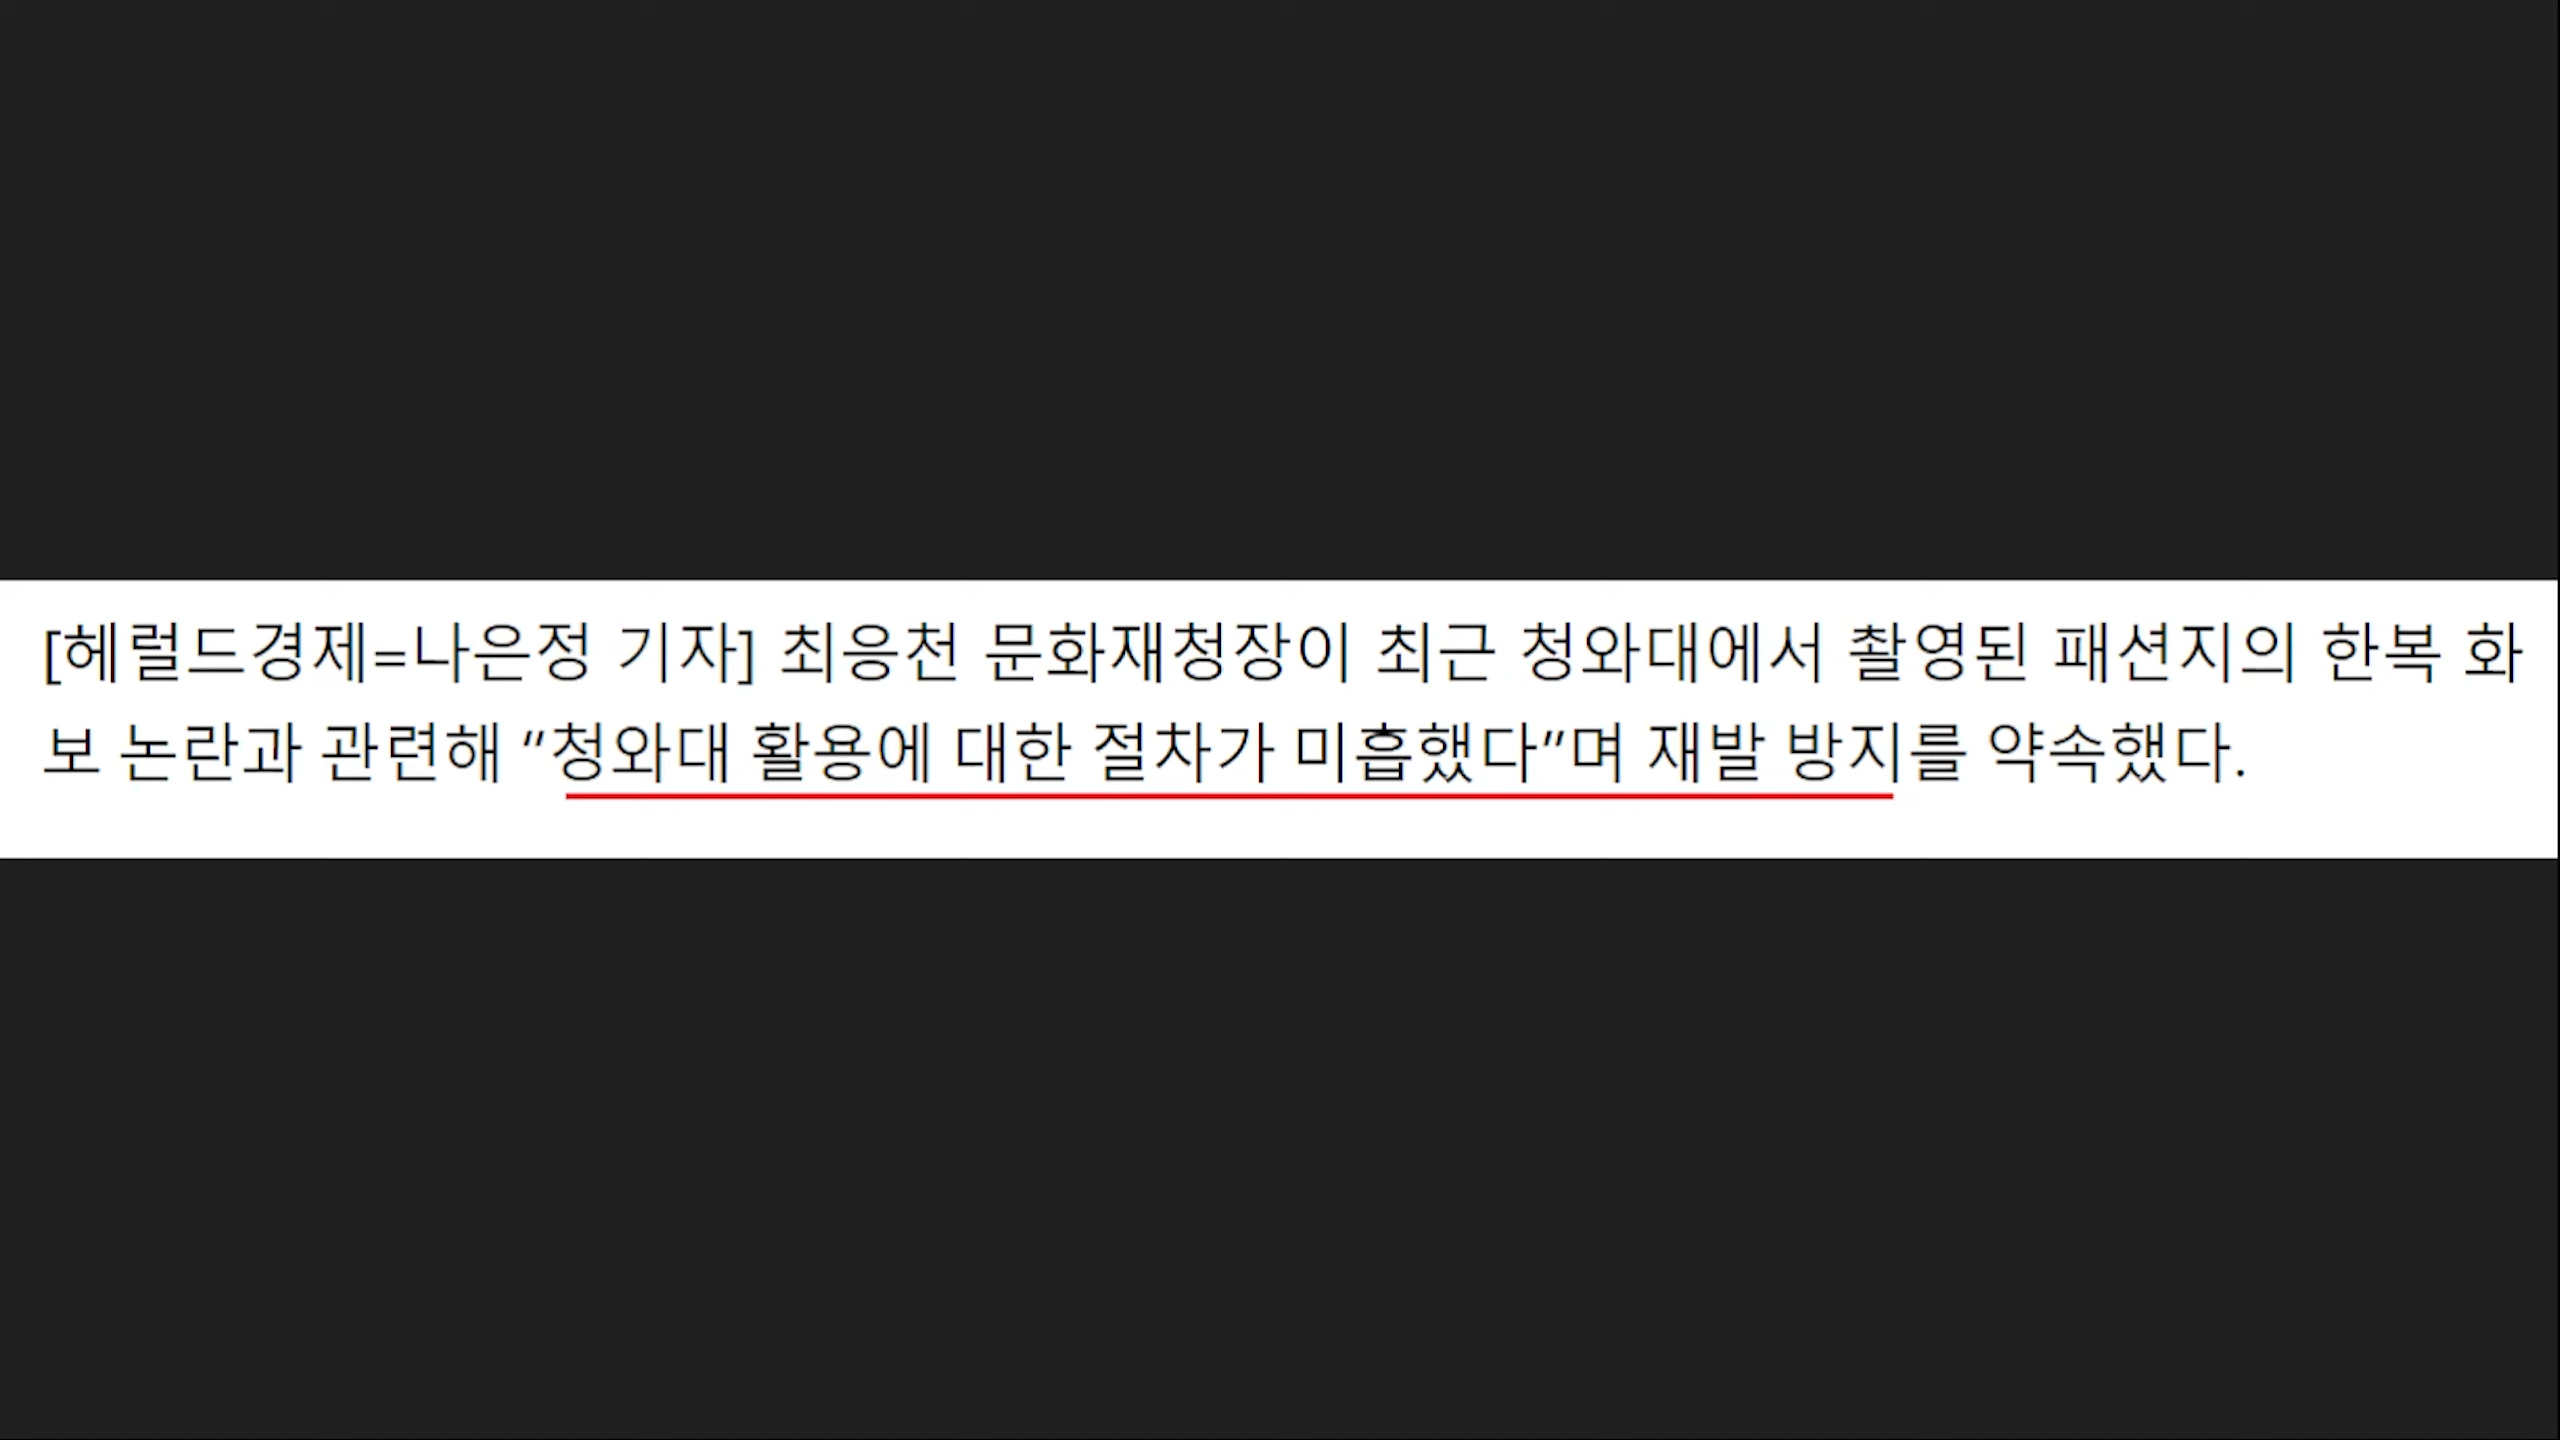 [헤럴드경제=나은정 기자] 최응천 문화재청장이 최근 청와대에서 촬영된 패션지의 한복 화
보 논란과 관련해 “청와대 활용에 대한 절차가 미흡했다”며 재발 방지를 약속했다.